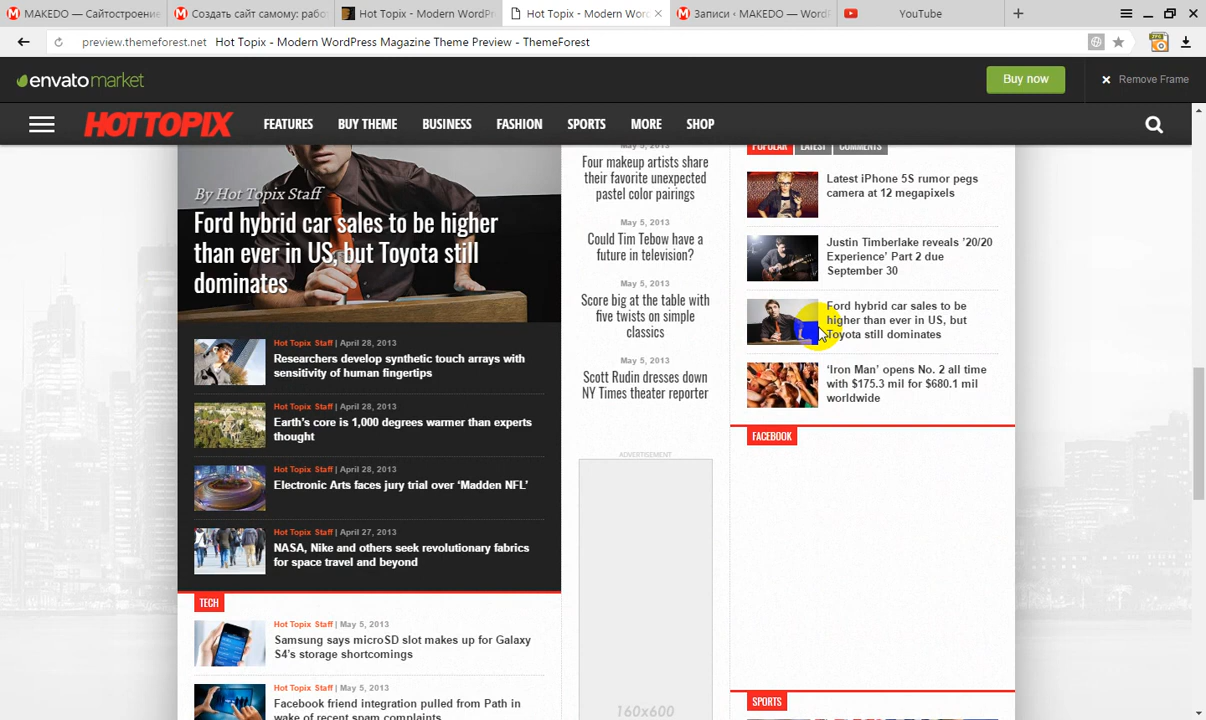 MAKEDO — Сайтостроение
Создать сайт самому: рабо
Hot Topix - Modern WordPr
Hot Topix - Modern Wor
Записи ‹ MAKEDO — WordP
YouTube
preview.themeforest.net Hot Topix - Modern WordPress Magazine Theme Preview - ThemeForest
envatomarket
Buy now
Remove Frame
HOTTOPIX
FEATURES
BUY THEME
BUSINESS
FASHION
SPORTS
MORE
SHOP
By Hot Topix Staff
Ford hybrid car sales to be higher
than ever in US, but Toyota still
dominates
Hot Topix Staff | April 28, 2013
Researchers develop synthetic touch arrays with
sensitivity of human fingertips
Hot Topix Staff | April 28, 2013
Earth's core is 1,000 degrees warmer than experts
thought
Hot Topix Staff | April 28, 2013
Electronic Arts faces jury trial over ‘Madden NFL’
Hot Topix Staff | April 27, 2013
NASA, Nike and others seek revolutionary fabrics
for space travel and beyond
TECH
Hot Topix Staff | May 5, 2013
Samsung says microSD slot makes up for Galaxy
S4's storage shortcomings
Hot Topix Staff | May 5, 2013
Facebook friend integration pulled from Path in
wake of recent spam complaints
May 5, 2013
Four makeup artists share
their favorite unexpected
pastel color pairings
May 5, 2013
Could Tim Tebow have a
future in television?
May 5, 2013
Score big at the table with
five twists on simple
classics
May 5, 2013
Scott Rudin dresses down
NY Times theater reporter
ADVERTISEMENT
160x600
POPULAR
LATEST
COMMENTS
Latest iPhone 5S rumor pegs
camera at 12 megapixels
Justin Timberlake reveals ’20/20
Experience’ Part 2 due
September 30
Ford hybrid car sales to be
higher than ever in US, but
Toyota still dominates
‘Iron Man’ opens No. 2 all time
with $175.3 mil for $680.1 mil
worldwide
FACEBOOK
SPORTS